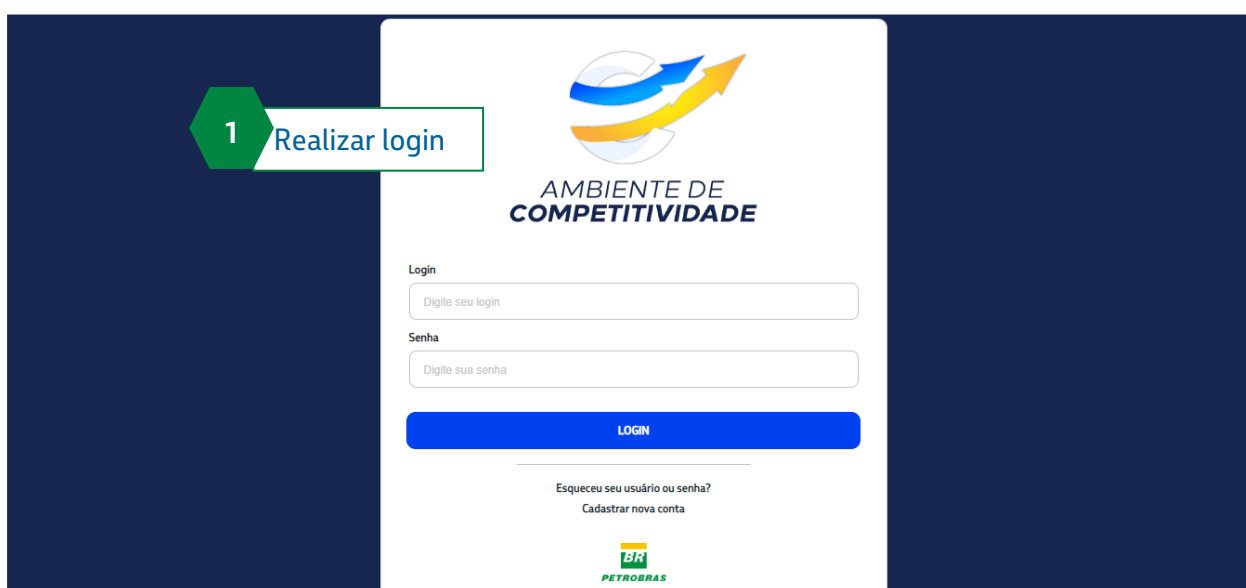 1
Realizar login
AMBIENTE DE
COMPETITIVIDADE
Login
Digite seu login
Senha
Digite sua senha
LOGIN
Esqueceu seu usuário ou senha?
Cadastrar nova conta
BR
PETROBRAS